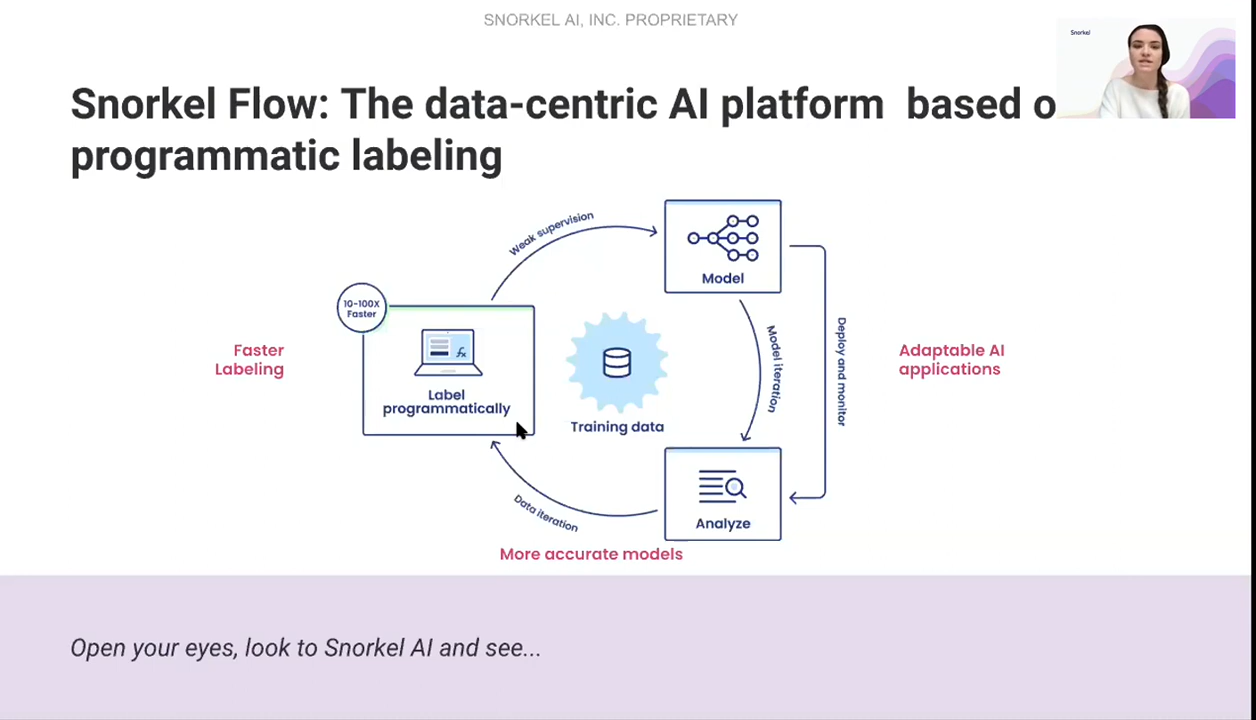 SNORKEL AI, INC. PROPRIETARY
Snorkel
Snorkel Flow: The data-centric AI platform based o
programmatic labeling
Weak supervision
Model
10-100X
Faster
fx
Label
programmatically
Faster
Labeling
Training data
Model iteration
Deploy and monitor
Adaptable AI
applications
Analyze
Data iteration
More accurate models
Open your eyes, look to Snorkel AI and see...